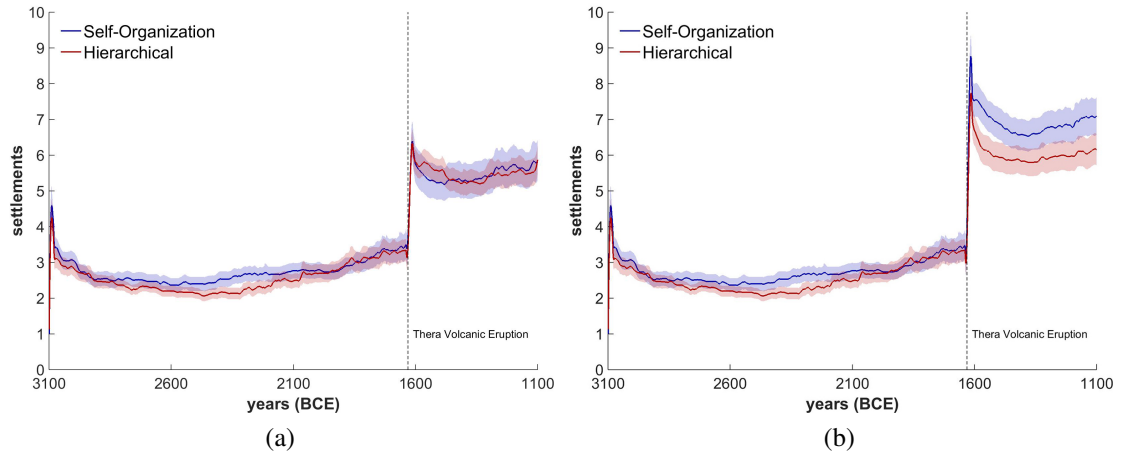 10
9
8
7
6
5
4
3
2
1
0
settlements
Self-Organization
Hierarchical
Thera Volcanic Eruption
3100 2600 2100 1600 1100
years (BCE)
(a)
10
9
8
7
6
5
4
3
2
1
0
settlements
Self-Organization
Hierarchical
Thera Volcanic Eruption
3100 2600 2100 1600 1100
years (BCE)
(b)